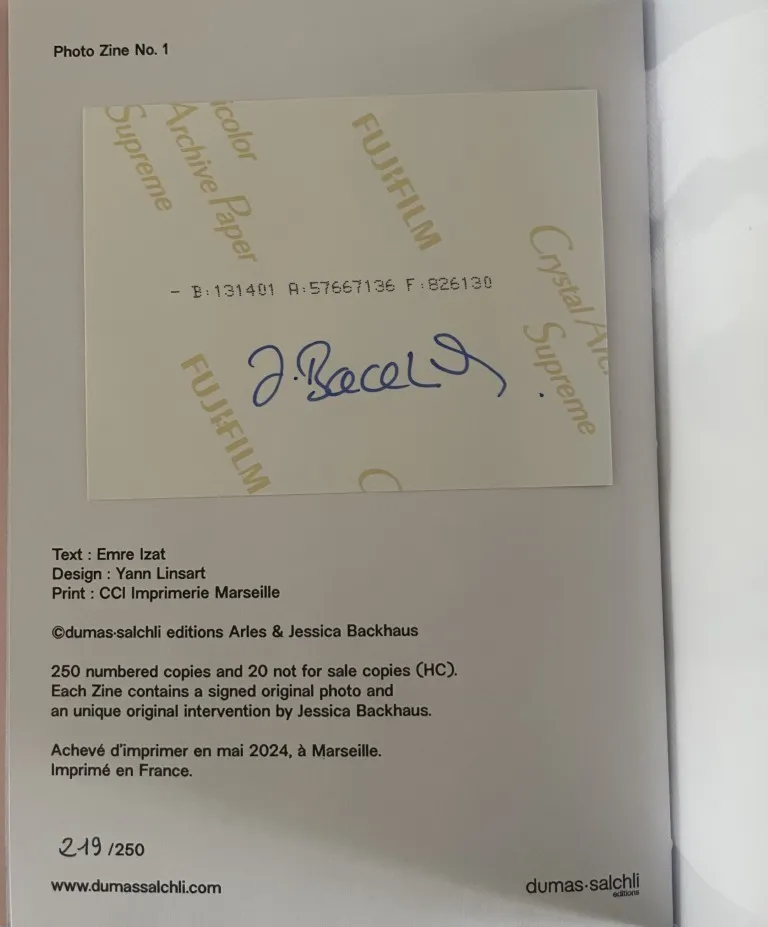 Photo Zine No. 1
icolor
Archive Paper
Supreme
FUJIFILM
- B:131401 A:57667136 F:826130
Crystal Arc
Supreme
J. Backhaus
FUJIFILM
C
Text : Emre Izat
Design : Yann Linsart
Print : CCI Imprimerie Marseille
©dumas·salchli editions Arles & Jessica Backhaus
250 numbered copies and 20 not for sale copies (HC).
Each Zine contains a signed original photo and
an unique original intervention by Jessica Backhaus.
Achevé d'imprimer en mai 2024, à Marseille.
Imprimé en France.
219 /250
www.dumassalchli.com
dumas·salchli
editions